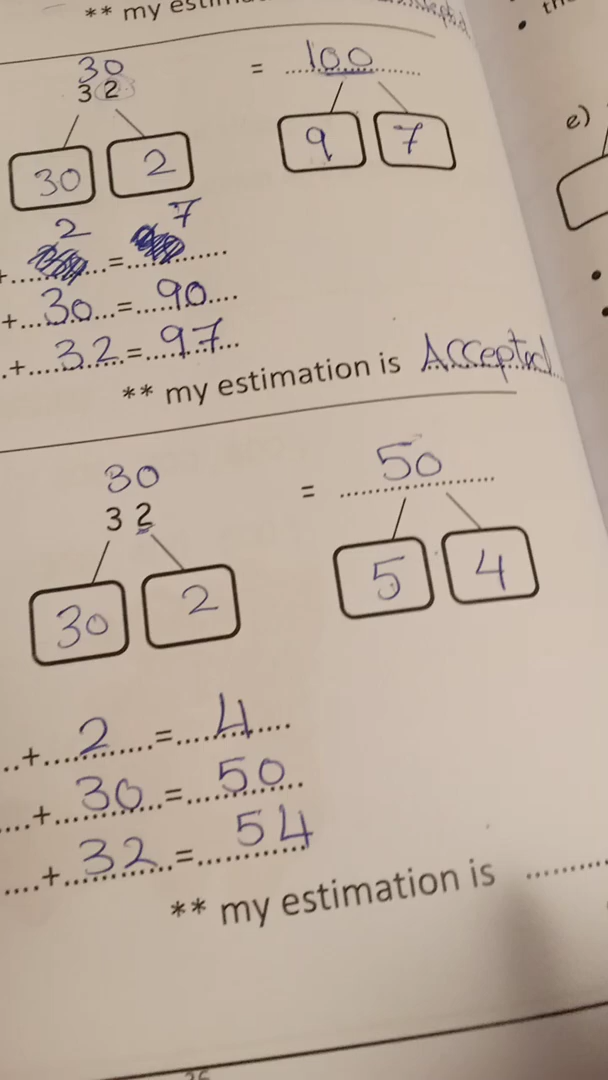 ** my
30 = 100
32
30 2 9 7
e)
2 7
+ =
+ 30 = 90
+ 32 = 97
** my estimation is Accepted
30 50
32 =
30 2 5 4
+ 2 = 4
+ 30 = 50
+ 32 = 54
** my estimation is